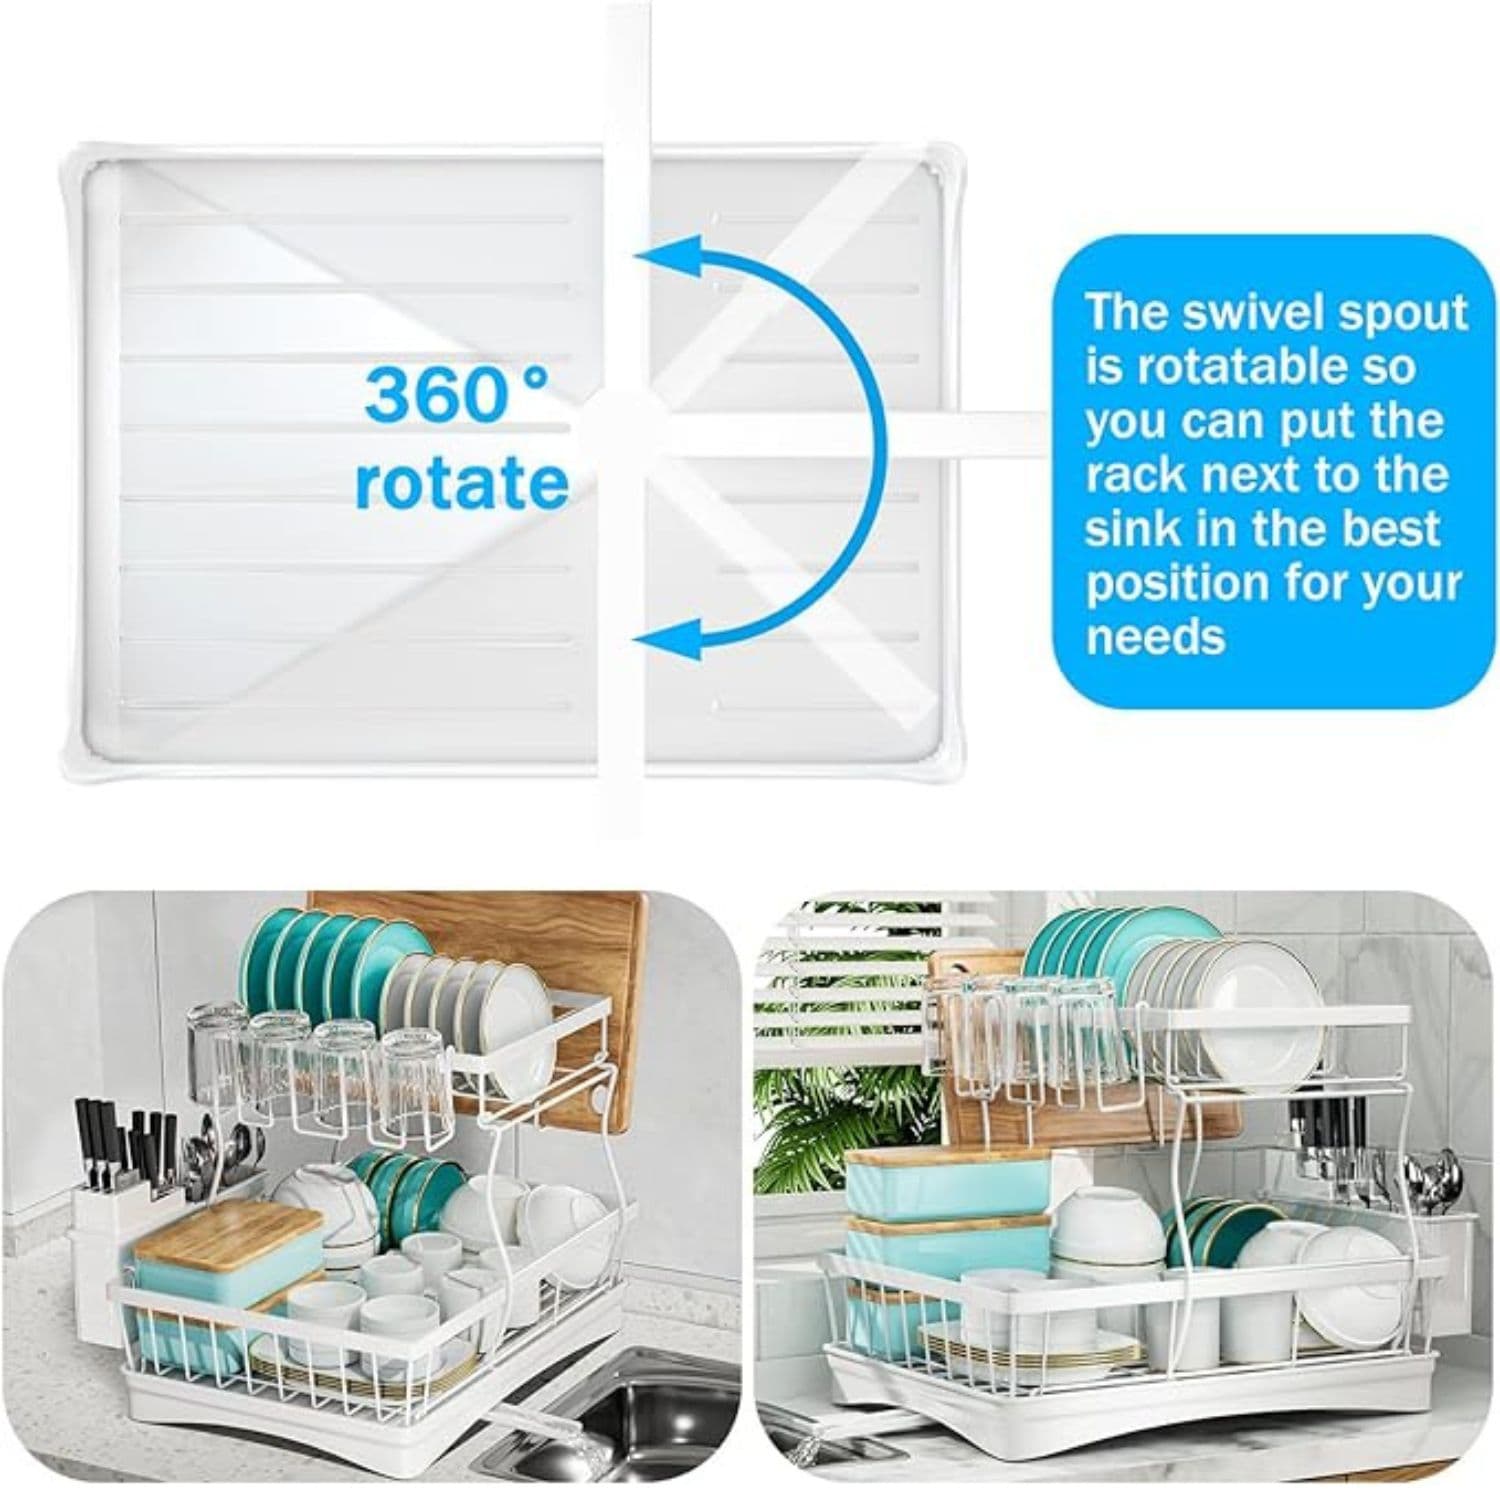 360°
rotate
The swivel spout
is rotatable so
you can put the
rack next to the
sink in the best
position for your
needs